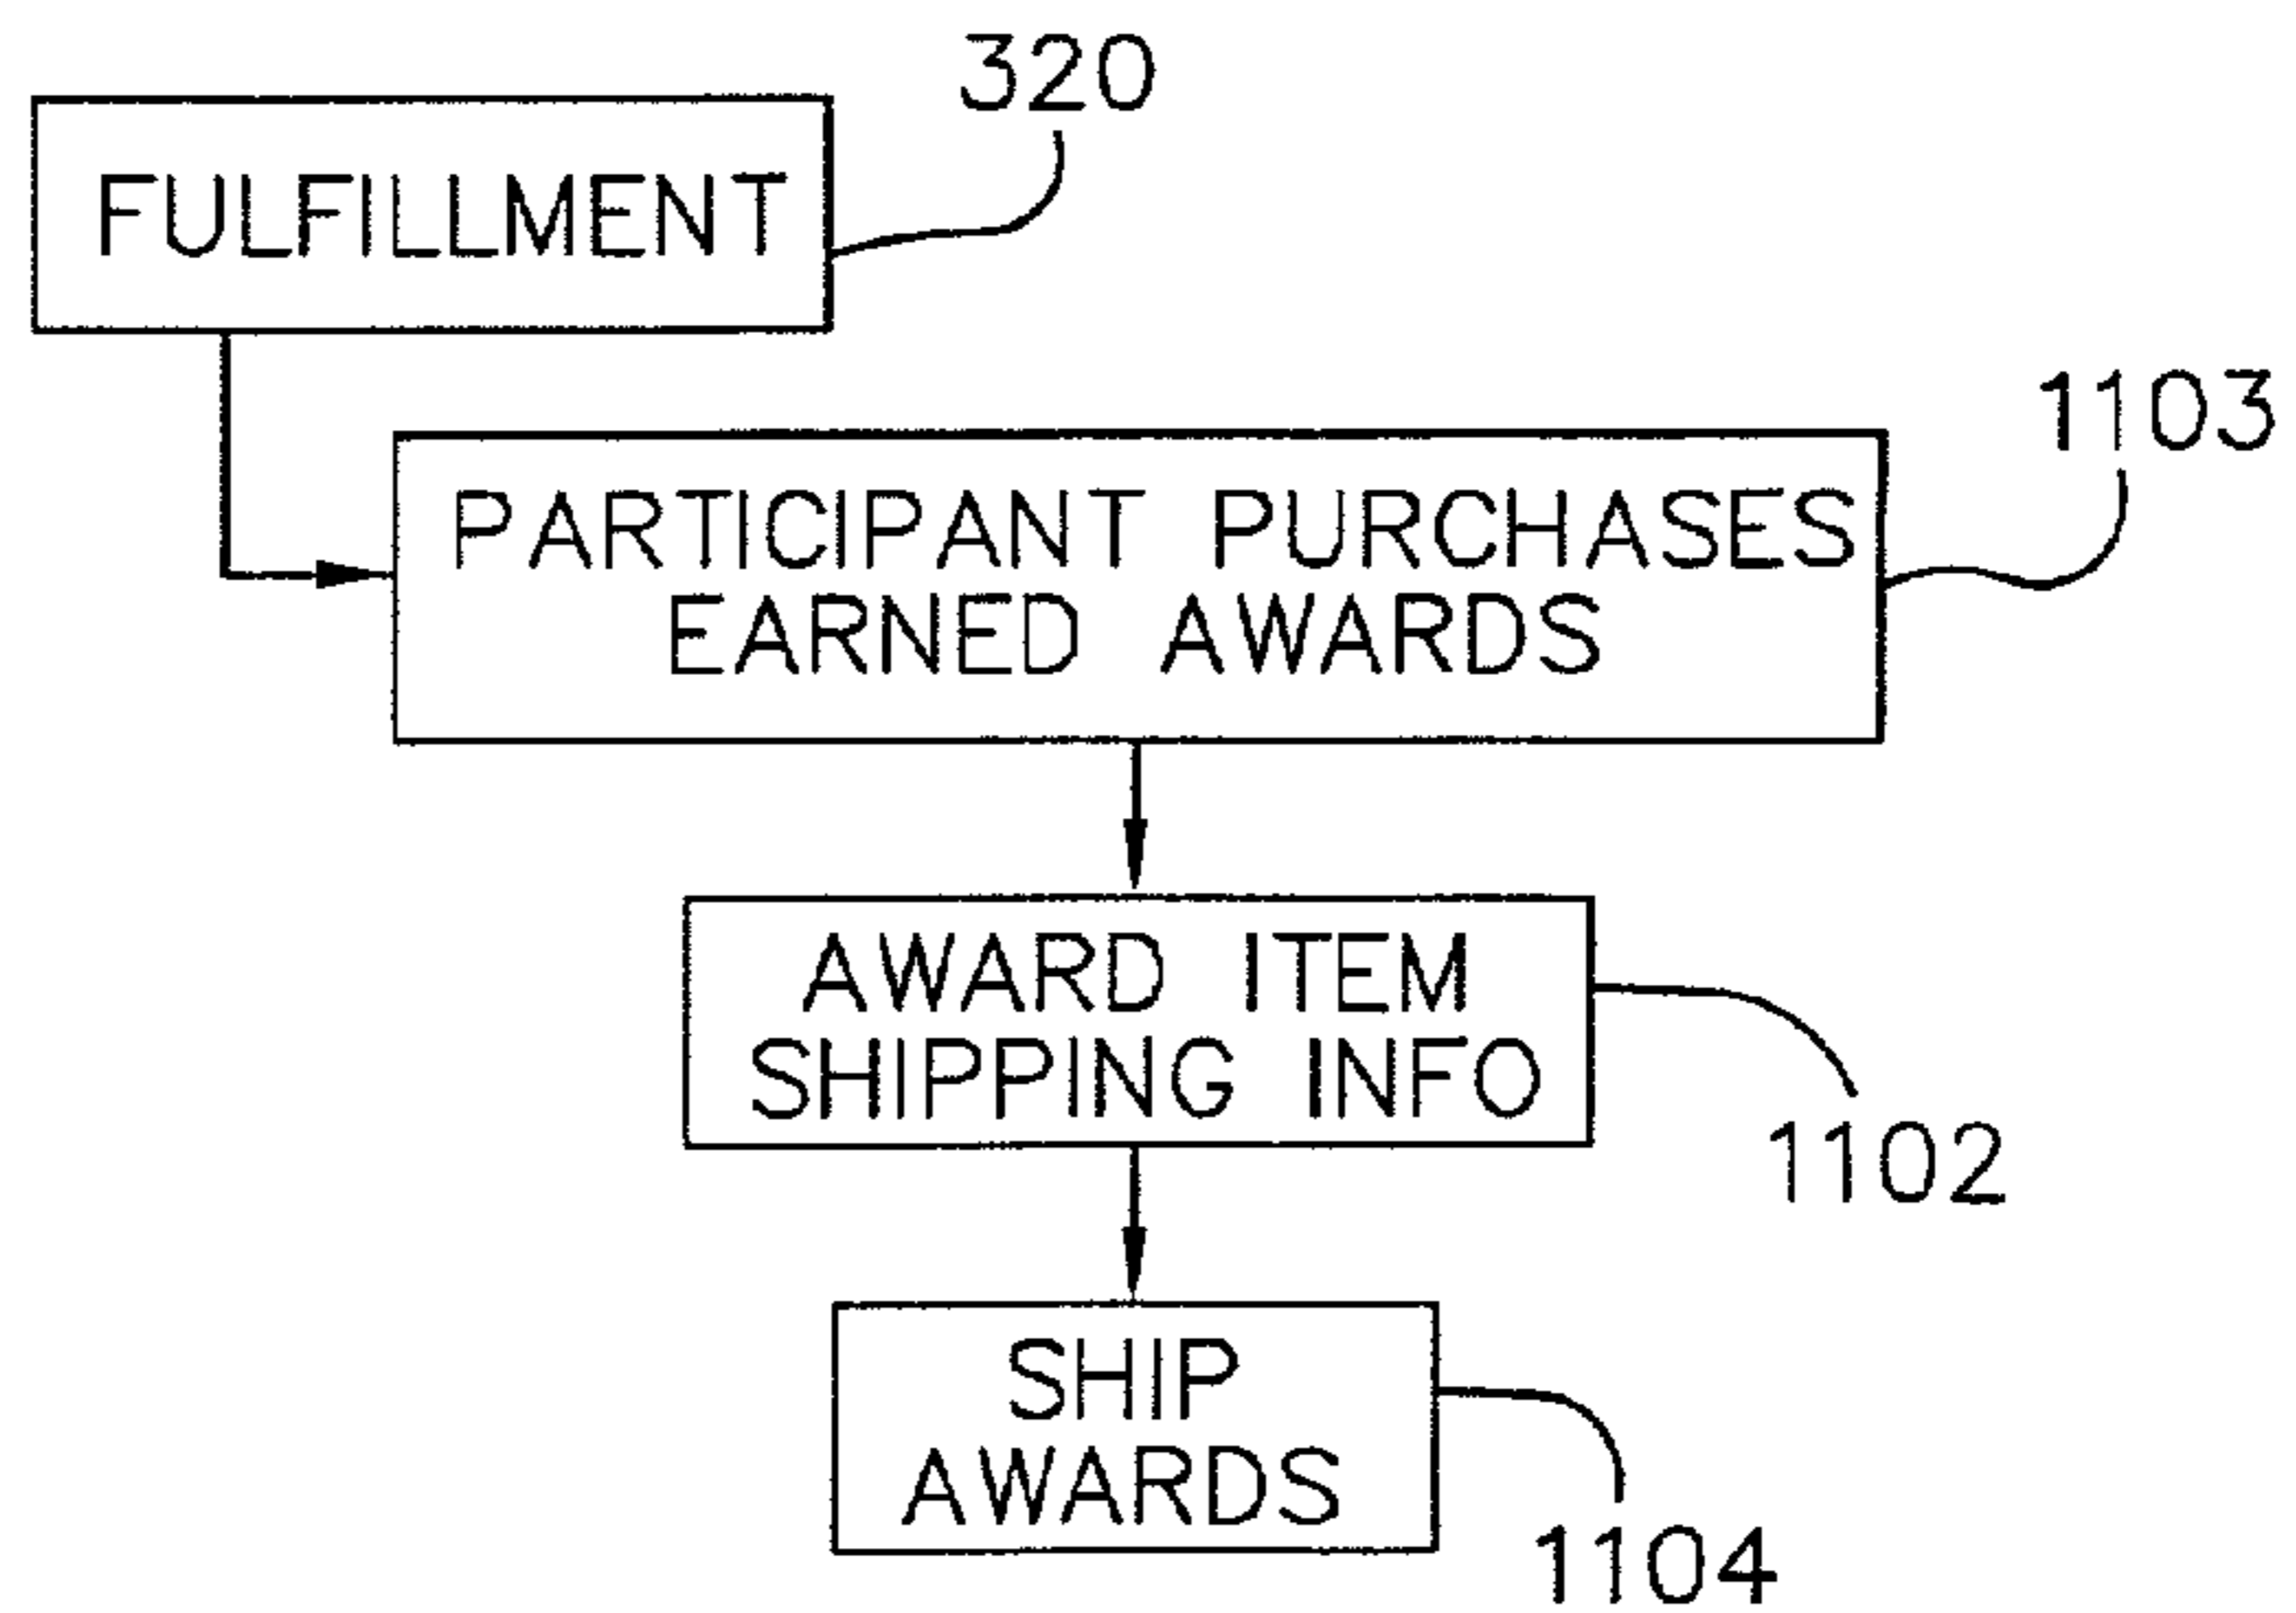 320
FULFILLMENT
1103
PARTICIPANT PURCHASES
EARNED AWARDS
AWARD ITEM
SHIPPING INFO
1102
SHIP
AWARDS
1104